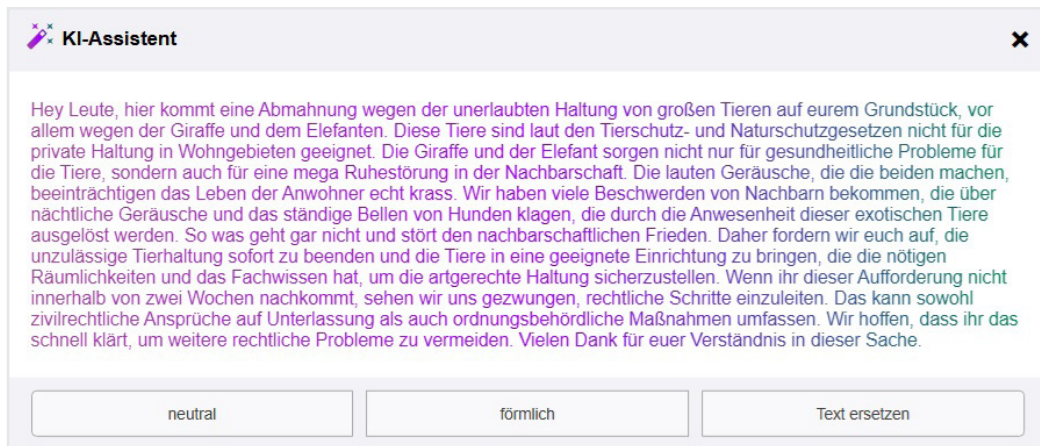 KI-Assistent
Hey Leute, hier kommt eine Abmahnung wegen der unerlaubten Haltung von großen Tieren auf eurem Grundstück, vor
allem wegen der Giraffe und dem Elefanten. Diese Tiere sind laut den Tierschutz- und Naturschutzgesetzen nicht für die
private Haltung in Wohngebieten geeignet. Die Giraffe und der Elefant sorgen nicht nur für gesundheitliche Probleme für
die Tiere, sondern auch für eine mega Ruhestörung in der Nachbarschaft. Die lauten Geräusche, die die beiden machen,
beeinträchtigen das Leben der Anwohner echt krass. Wir haben viele Beschwerden von Nachbarn bekommen, die über
nächtliche Geräusche und das ständige Bellen von Hunden klagen, die durch die Anwesenheit dieser exotischen Tiere
ausgelöst werden. So was geht gar nicht und stört den nachbarschaftlichen Frieden. Daher fordern wir euch auf, die
unzulässige Tierhaltung sofort zu beenden und die Tiere in eine geeignete Einrichtung zu bringen, die die nötigen
Räumlichkeiten und das Fachwissen hat, um die artgerechte Haltung sicherzustellen. Wenn ihr dieser Aufforderung nicht
innerhalb von zwei Wochen nachkommt, sehen wir uns gezwungen, rechtliche Schritte einzuleiten. Das kann sowohl
zivilrechtliche Ansprüche auf Unterlassung als auch ordnungsbehördliche Maßnahmen umfassen. Wir hoffen, dass ihr das
schnell klärt, um weitere rechtliche Probleme zu vermeiden. Vielen Dank für euer Verständnis in dieser Sache.
neutral
förmlich
Text ersetzen